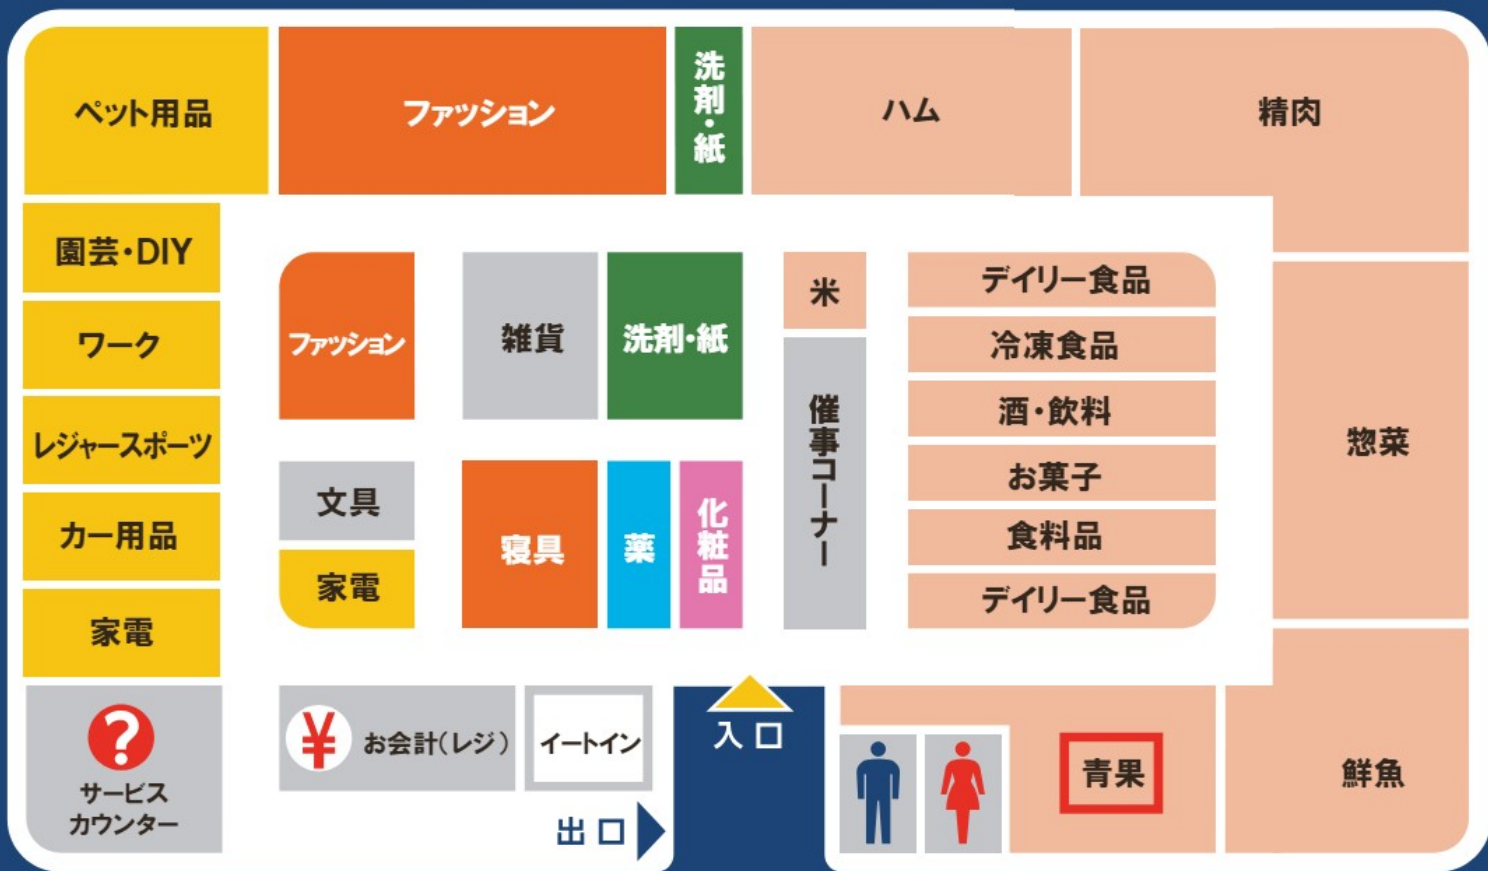 ペット用品
ファッション
洗剤・紙
ハム
精肉
園芸・DIY
ワーク
レジャースポーツ
カー用品
家電
ファッション
雑貨
洗剤・紙
米
催事コーナー
デイリー食品
冷凍食品
酒・飲料
お菓子
食料品
デイリー食品
惣菜
文具
家電
寝具
薬
化粧品
?
サービス
カウンター
¥
お会計(レジ)
イートイン
入口
出口
青果
鮮魚